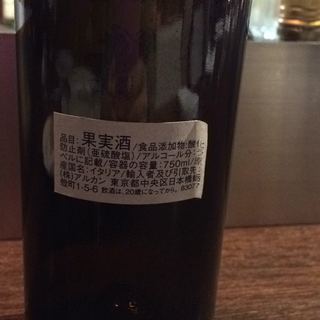 品目:果実酒/食品添加物:酸化
防止剤(亜硫酸塩)/アルコール分:
ベルに記載/容器の容量:750ml/原
産国名:イタリア/輸入者及び引取先:
(株)アルカン 東京都中央区日本橋
殻町1-5-6 飲酒は、20歳になってから。 83077